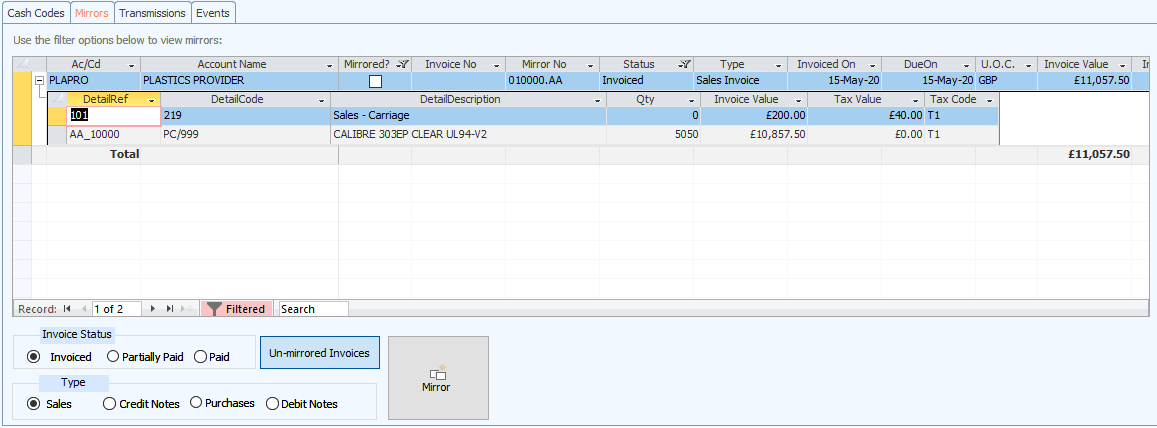 Cash Codes Mirrors Transmissions Events
Use the filter options below to view mirrors:
Ac/Cd Account Name Mirrored? Invoice No Mirror No Status Type Invoiced On DueOn U.O.C. Invoice Value In
PLAPRO PLASTICS PROVIDER 010000.AA Invoiced Sales Invoice 15-May-20 15-May-20 GBP £11,057.50
DetailRef DetailCode DetailDescription Qty Invoice Value Tax Value Tax Code
101 219 Sales - Carriage 0 £200.00 £40.00 T1
AA_10000 PC/999 CALIBRE 303EP CLEAR UL94-V2 5050 £10,857.50 £0.00 T1
Total £11,057.50
Record: 1 of 2 Filtered Search
Invoice Status
Invoiced Partially Paid Paid
Un-mirrored Invoices
Mirror
Type
Sales Credit Notes Purchases Debit Notes